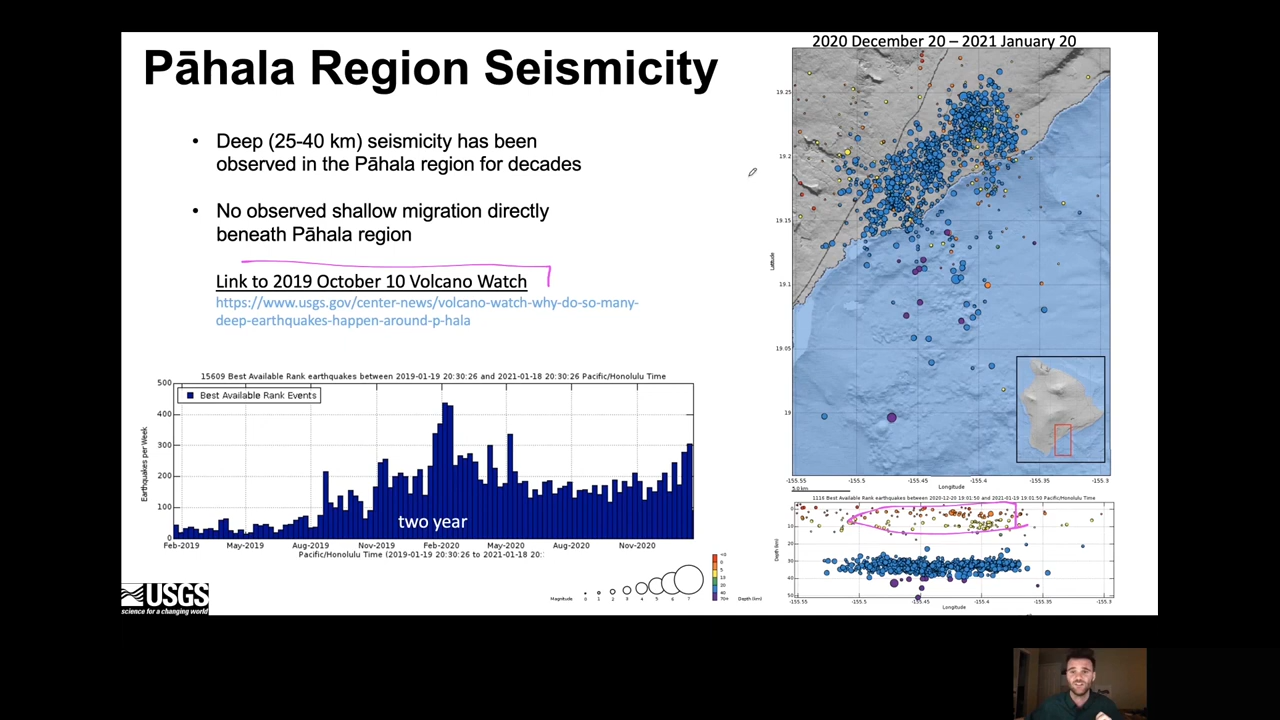 Pāhala Region Seismicity
• Deep (25-40 km) seismicity has been
observed in the Pāhala region for decades
• No observed shallow migration directly
beneath Pāhala region
Link to 2019 October 10 Volcano Watch
https://www.usgs.gov/center-news/volcano-watch-why-do-so-many-
deep-earthquakes-happen-around-p-hala
15609 Best Available Rank earthquakes between 2019-01-19 20:30:26 and 2021-01-18 20:30:26 Pacific/Honolulu Time
Best Available Rank Events
Earthquakes per Week
500
400
300
200
100
0
two year
Feb-2019 May-2019 Aug-2019 Nov-2019 Feb-2020 May-2020 Aug-2020 Nov-2020
Pacific/Honolulu Time (2019-01-19 20:30:26 to 2021-01-18 20:30:
USGS
science for a changing world
Magnitude: 0 1 2 3 4 5 6 7
Depth (km)
2020 December 20 – 2021 January 20
Latitude
19.25
19.2
19.15
19.1
19.05
19
-155.55 -155.5 -155.45 -155.4 -155.35 -155.3
Longitude
5.0 km
1116 Best Available Rank earthquakes between 2020-12-20 19:01:50 and 2021-01-19 19:01:50 Pacific/Honolulu Time
Depth (km)
0
10
20
30
40
50
-155.55 -155.5 -155.45 -155.4 -155.35 -155.3
Longitude